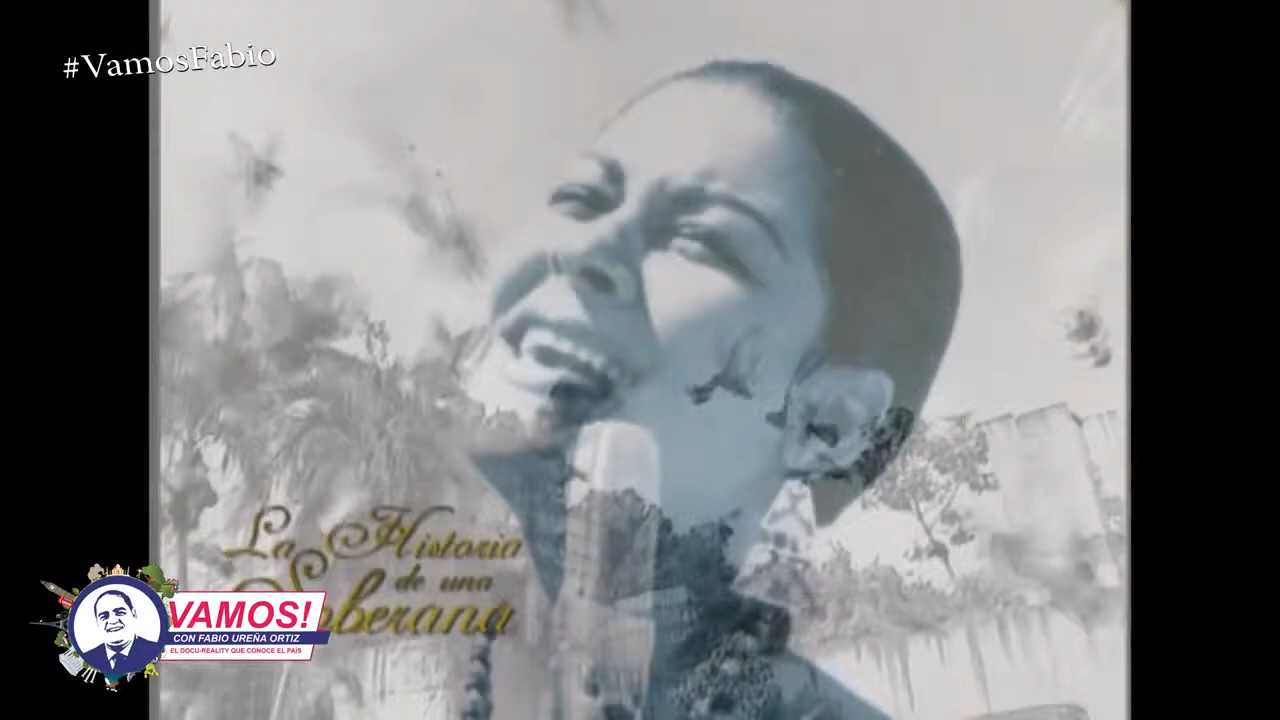 #VamosFabio
La Historia
de una
Soberana
VAMOS!
CON FABIO UREÑA ORTIZ
EL DOCU-REALITY QUE CONOCE EL PAÍS